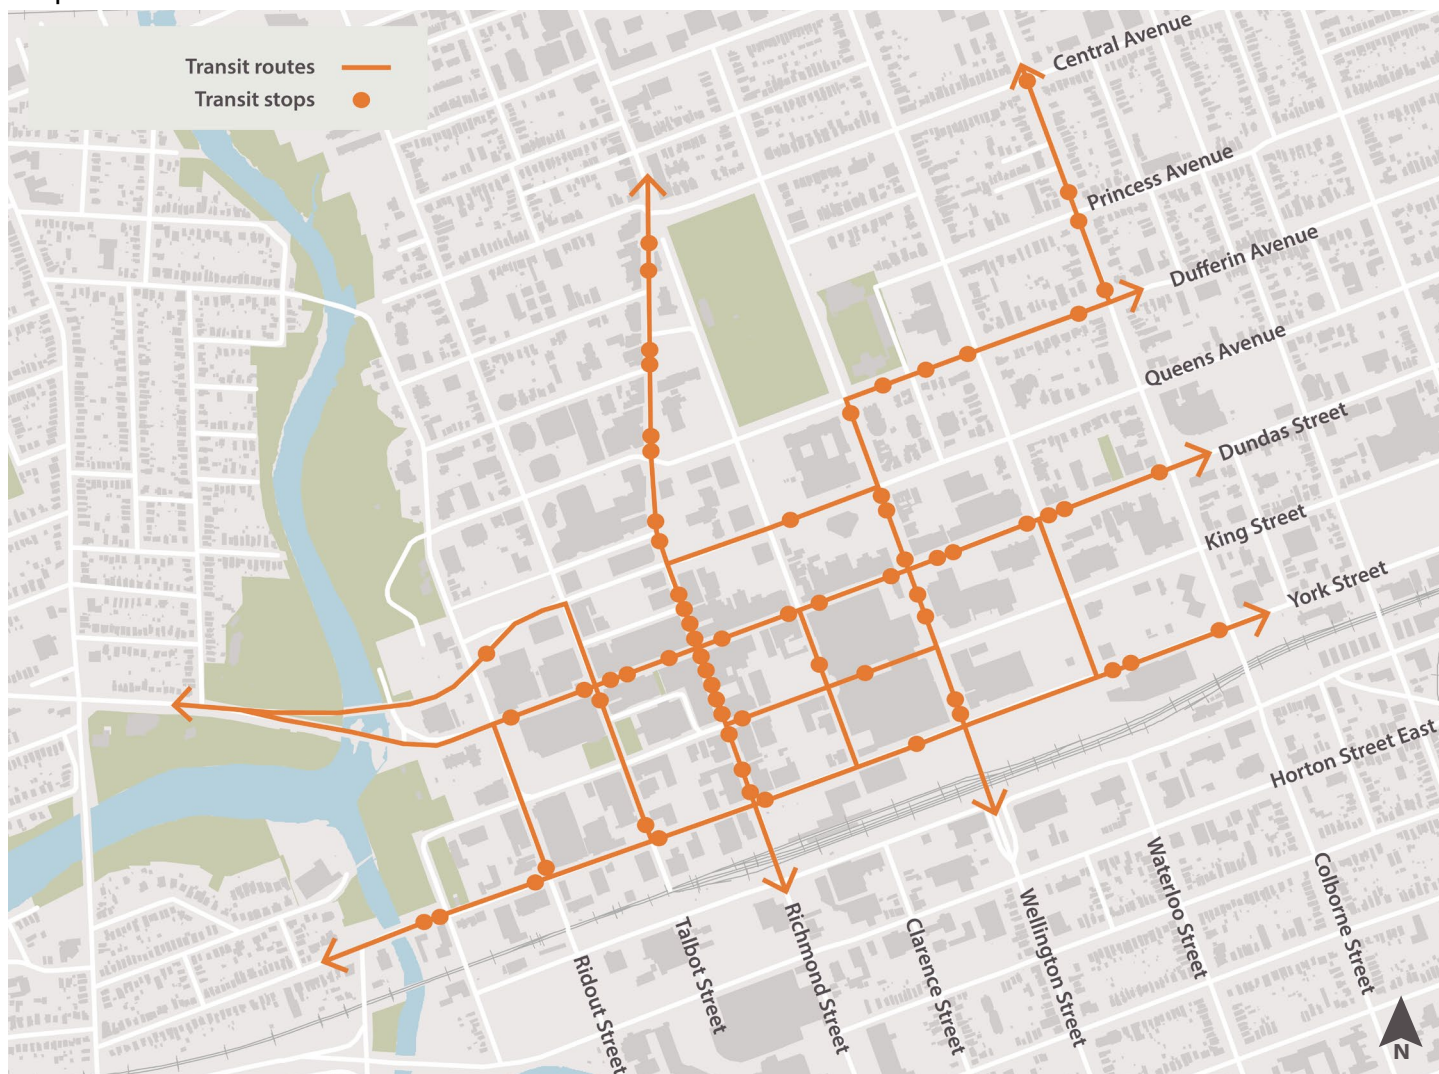 Transit routes
Transit stops
Central Avenue
Princess Avenue
Dufferin Avenue
Queens Avenue
Dundas Street
King Street
York Street
Horton Street East
Ridout Street
Talbot Street
Richmond Street
Clarence Street
Wellington Street
Waterloo Street
Colborne Street
N